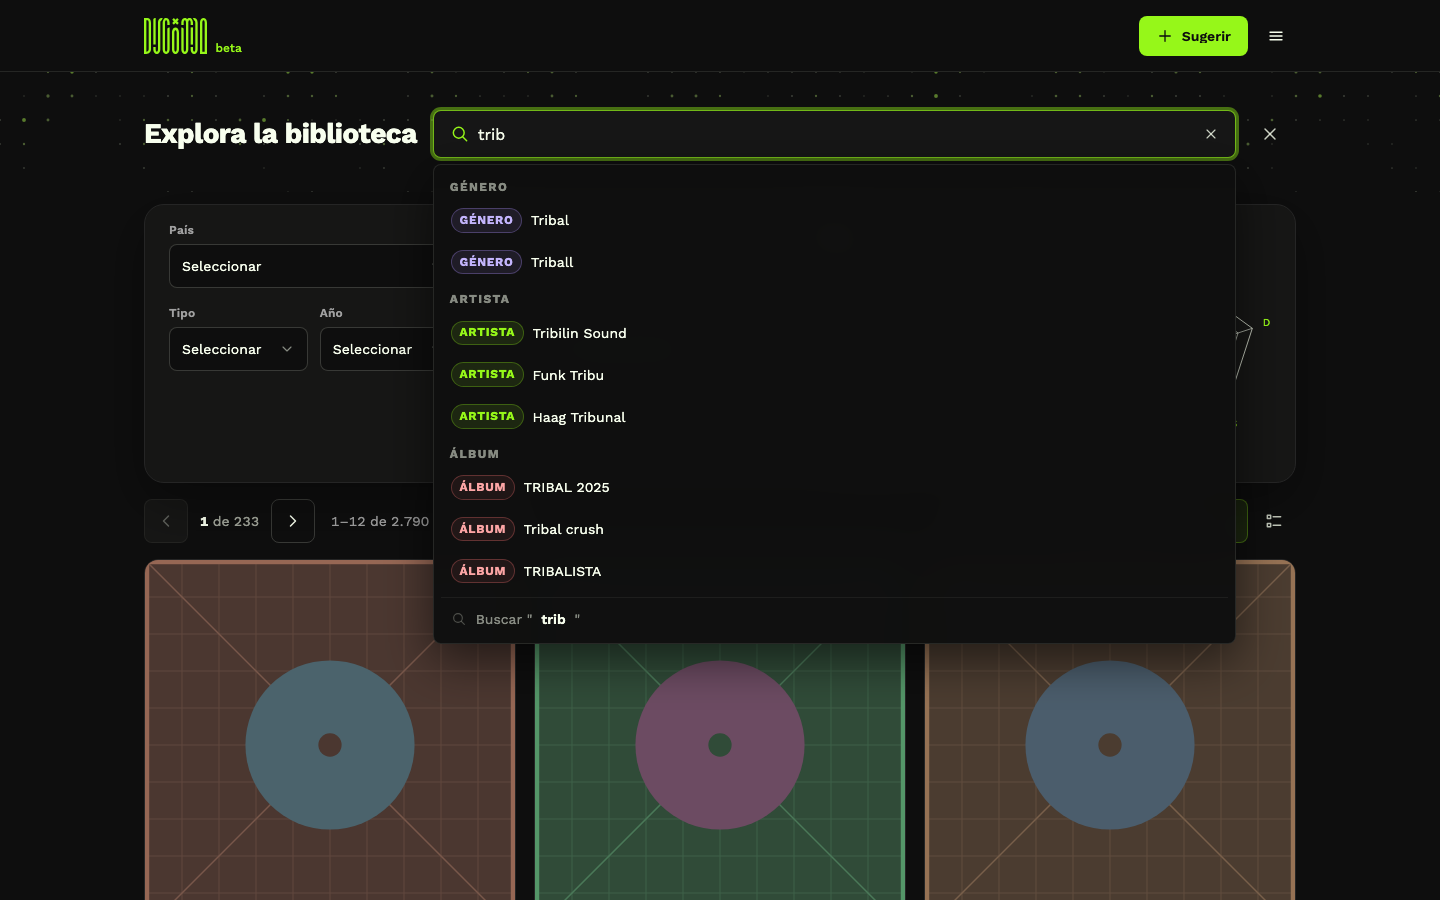 beta
Sugerir
Explora la biblioteca
trib
GÉNERO
GÉNERO Tribal
GÉNERO Triball
ARTISTA
ARTISTA Tribilin Sound
ARTISTA Funk Tribu
ARTISTA Haag Tribunal
ÁLBUM
ÁLBUM TRIBAL 2025
ÁLBUM Tribal crush
ÁLBUM TRIBALISTA
Buscar " trib "
País
Seleccionar
Tipo Año
Seleccionar Seleccionar
D
1 de 233 1–12 de 2.790